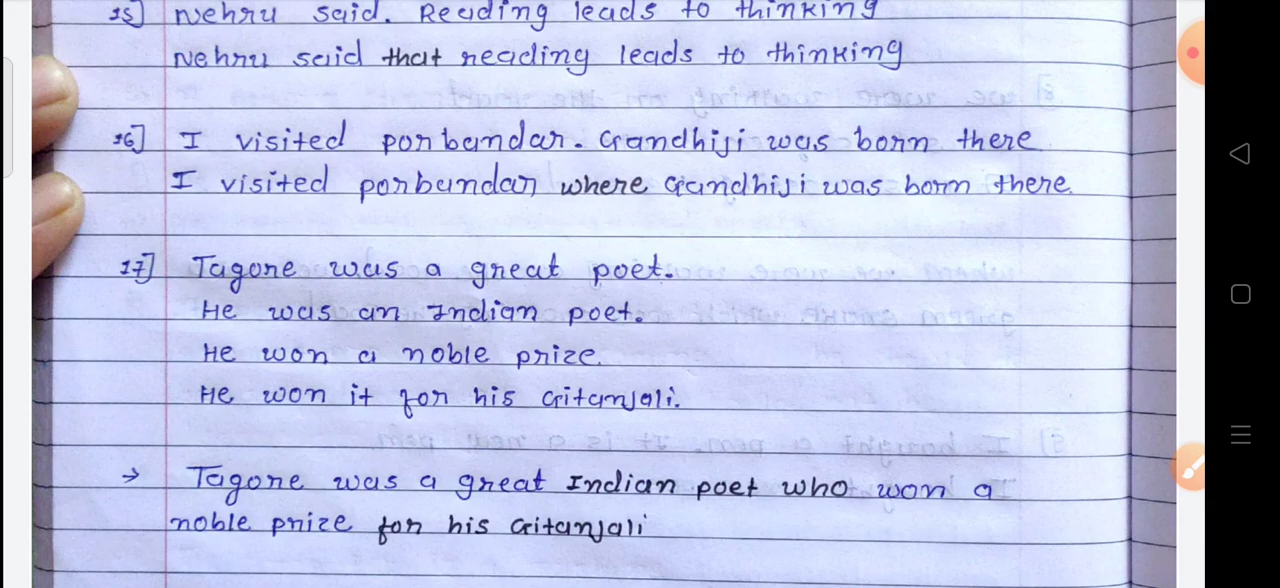 15] Nehru said. Reading leads to thinking
Nehru said that reading leads to thinking
16] I visited porbandar. Gandhiji was born there
I visited porbandar where Gandhiji was born there.
17] Tagore was a great poet.
He was an Indian poet.
He won a noble prize.
He won it for his Gitanjali.
→ Tagore was a great Indian poet who won a
noble prize for his Gitanjali